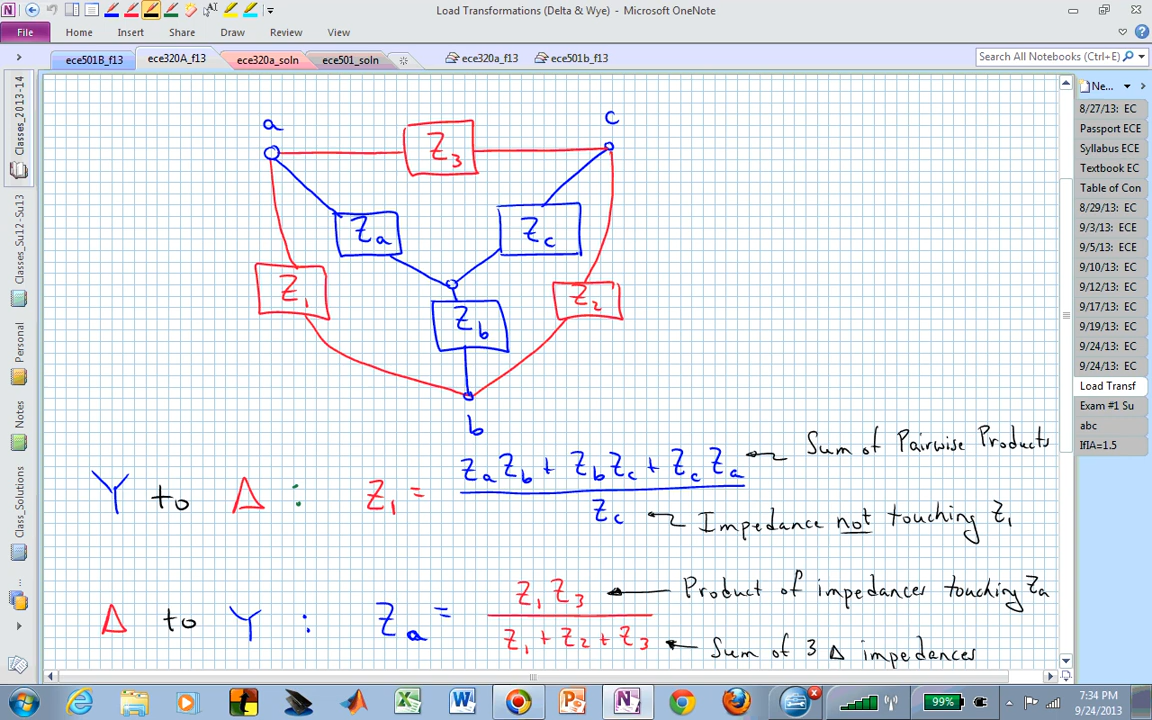 Load Transformations (Delta & Wye) - Microsoft OneNote
File Home Insert Share Draw Review View
ece501B_f13 ece320A_f13 ece320a_soln ece501_soln ece320a_f13 ece501b_f13
Search All Notebooks (Ctrl+E)
Classes_2013-14
Classes_Su12-Su13
Personal
Notes
Class_Solutions
Ne...
8/27/13: EC
Passport ECE
Syllabus ECE
Textbook EC
Table of Con
8/29/13: EC
9/3/13: ECE
9/5/13: ECE
9/10/13: EC
9/12/13: EC
9/17/13: EC
9/19/13: EC
9/24/13: EC
9/24/13: EC
Load Transf
Exam #1 Su
abc
IfIA=1.5
a
c
Z3
Za
Zc
Z1
Z2
Zb
b
Y to Δ : Z1 =
ZaZb + ZbZc + ZcZa
Sum of Pairwise Products
Zc
Impedance not touching Z1
Δ to Y : Za =
Z1Z3
Product of impedances touching Za
Z1 + Z2 + Z3
Sum of 3 Δ impedances
99%
7:34 PM
9/24/2013